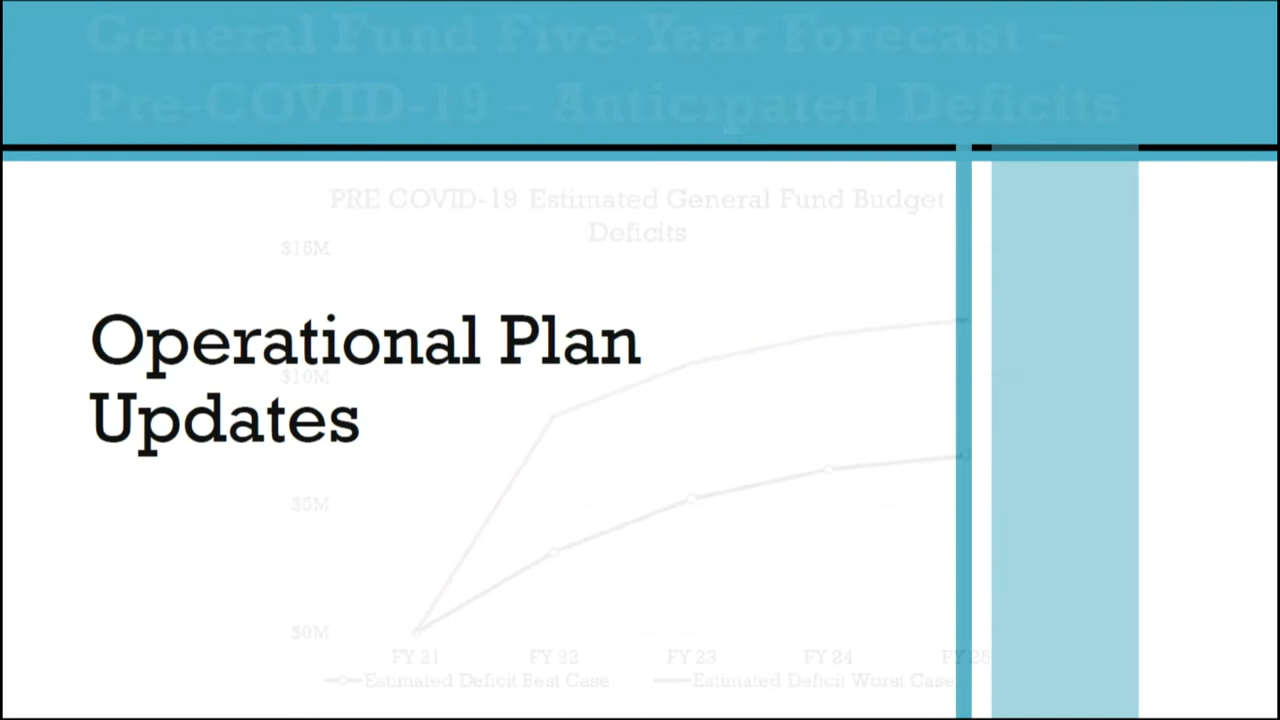 General Fund Five-Year Forecast –
Pre-COVID-19 – Anticipated Deficits
PRE COVID-19 Estimated General Fund Budget
Deficits
$15M
Operational Plan
$10M
Updates
$5M
$0M
FY 21 FY 22 FY 23 FY 24 FY 25
Estimated Deficit Best Case Estimated Deficit Worst Case